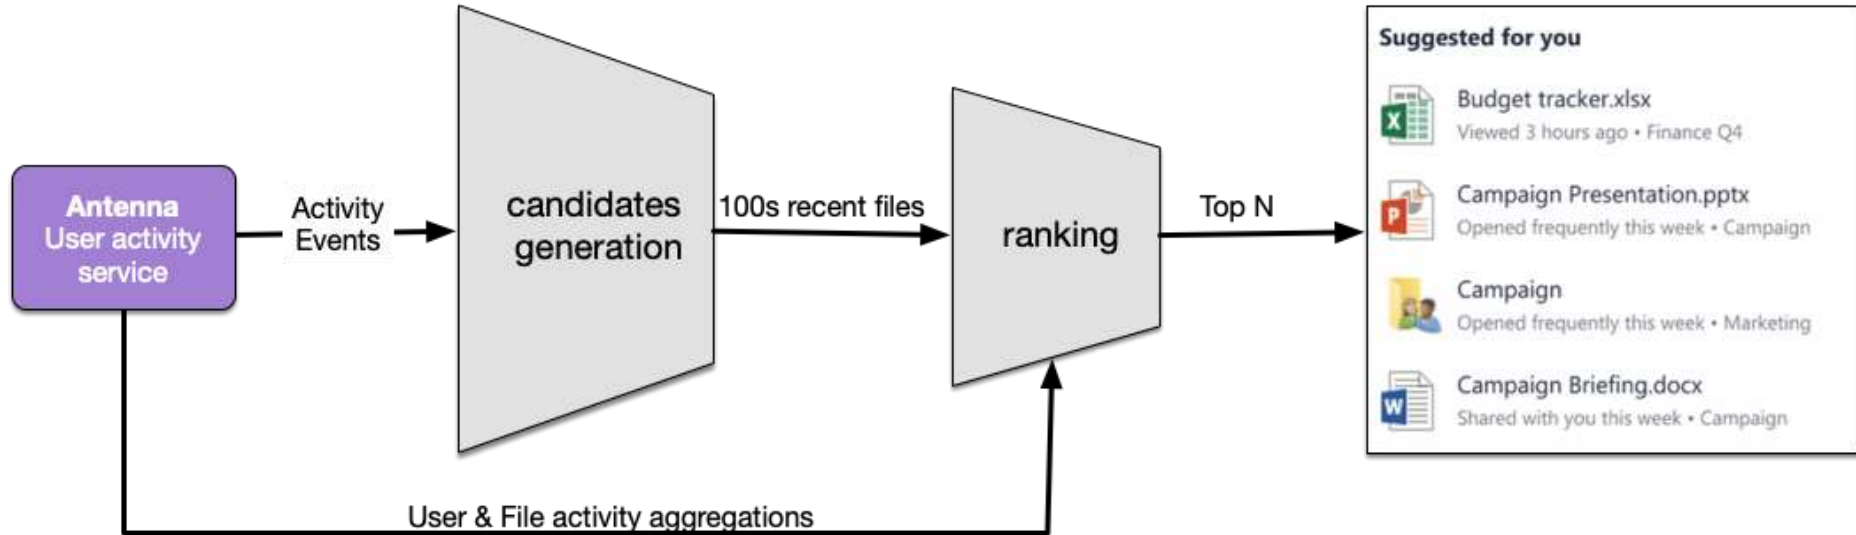 Antenna
User activity
service
Activity
Events
candidates
generation
100s recent files
ranking
Top N
User & File activity aggregations
Suggested for you
Budget tracker.xlsx
Viewed 3 hours ago • Finance Q4
Campaign Presentation.pptx
Opened frequently this week • Campaign
Campaign
Opened frequently this week • Marketing
Campaign Briefing.docx
Shared with you this week • Campaign
X
P
W